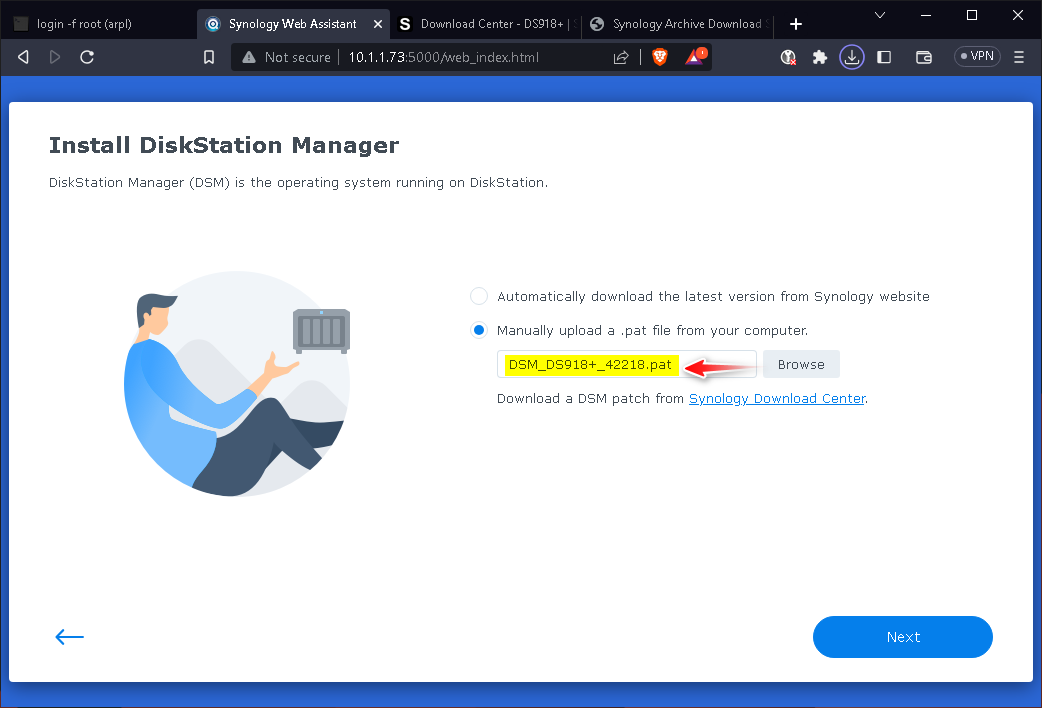 login -f root (arpl)
Synology Web Assistant
Download Center - DS918+ |
Synology Archive Download
Not secure
10.1.1.73:5000/web_index.html
1
VPN
Install DiskStation Manager
DiskStation Manager (DSM) is the operating system running on DiskStation.
Automatically download the latest version from Synology website
Manually upload a .pat file from your computer.
DSM_DS918+_42218.pat
Browse
Download a DSM patch from Synology Download Center.
Next